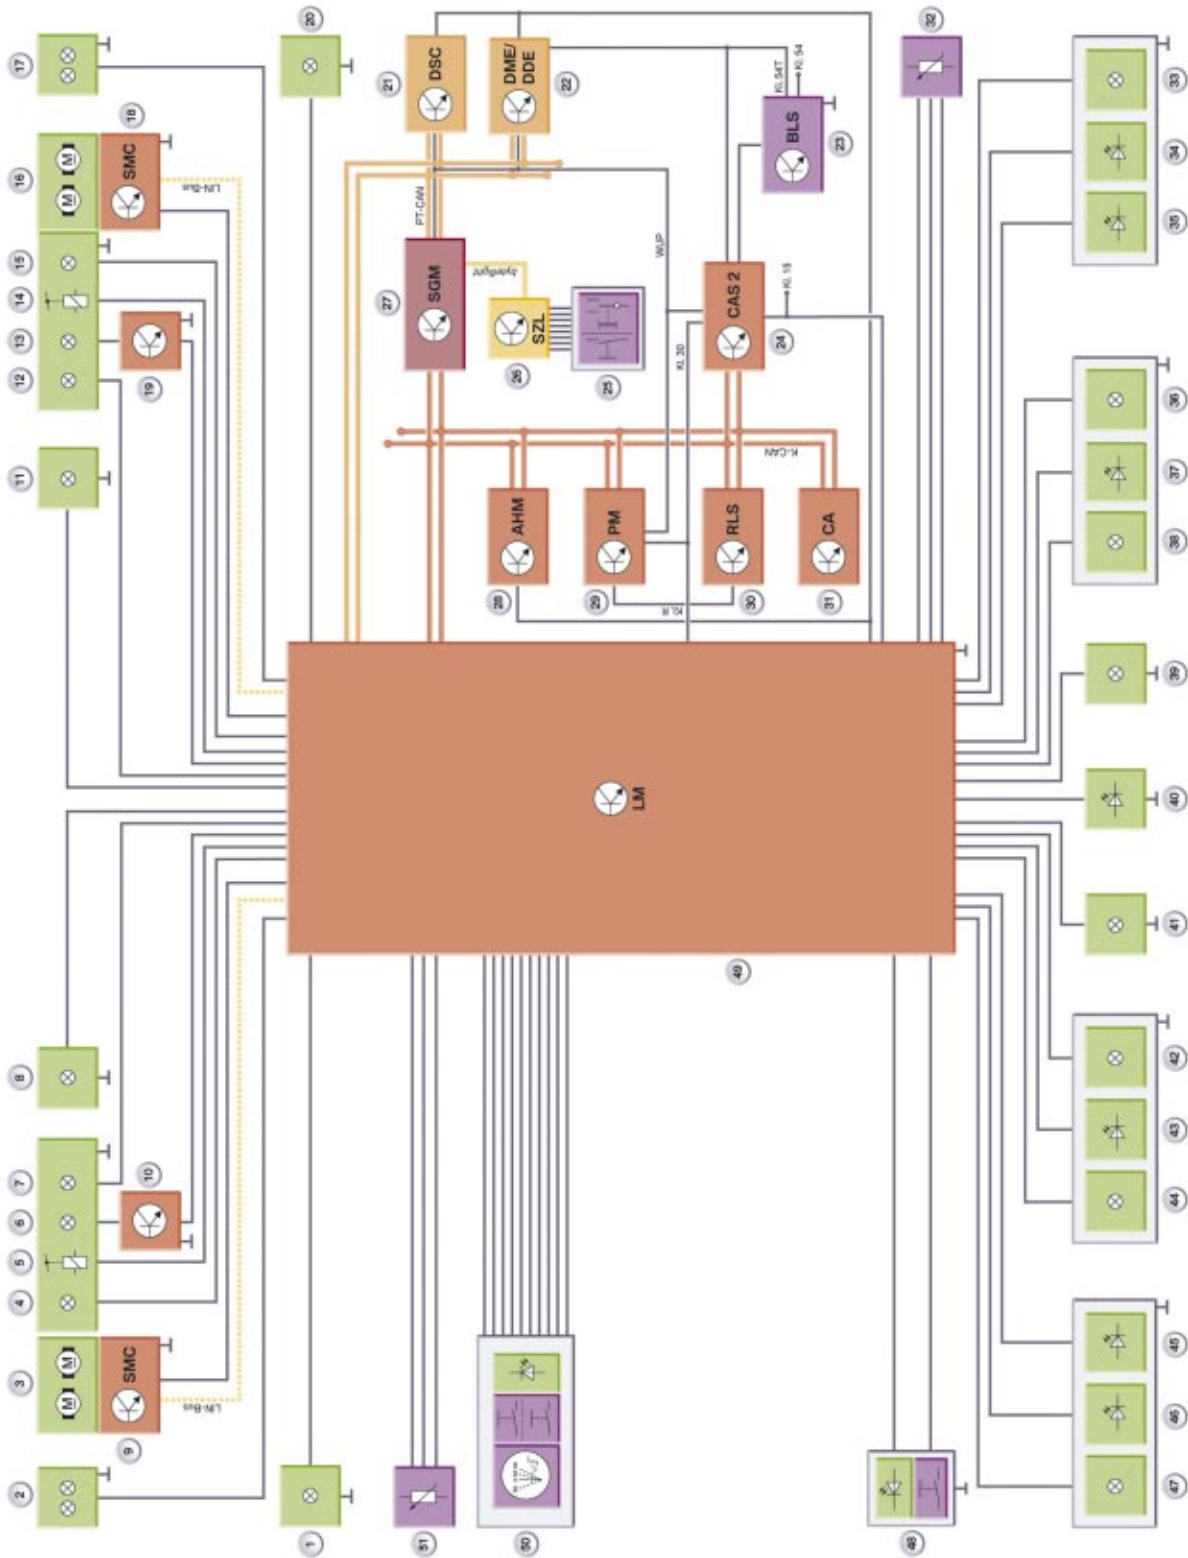 2 3 4 5 6 7 8 11 12 13 14 15 16 17
M M M M
SMC SMC
9 10 19 18
LIN-Bus LIN-Bus
1 20
51 27 21
SGM DSC
PT-CAN
byteflight
50 28 26 22
AHM SZL DME/
DDE
29 25
PM
WUP
KL 30
KL R
LM
49 30 24 23
RLS CAS 2 BLS
KL 15 KL 54T KL 54
K-CAN
31
CA
48 32
47 46 45 44 43 42 41 40 39 38 37 36 35 34 33